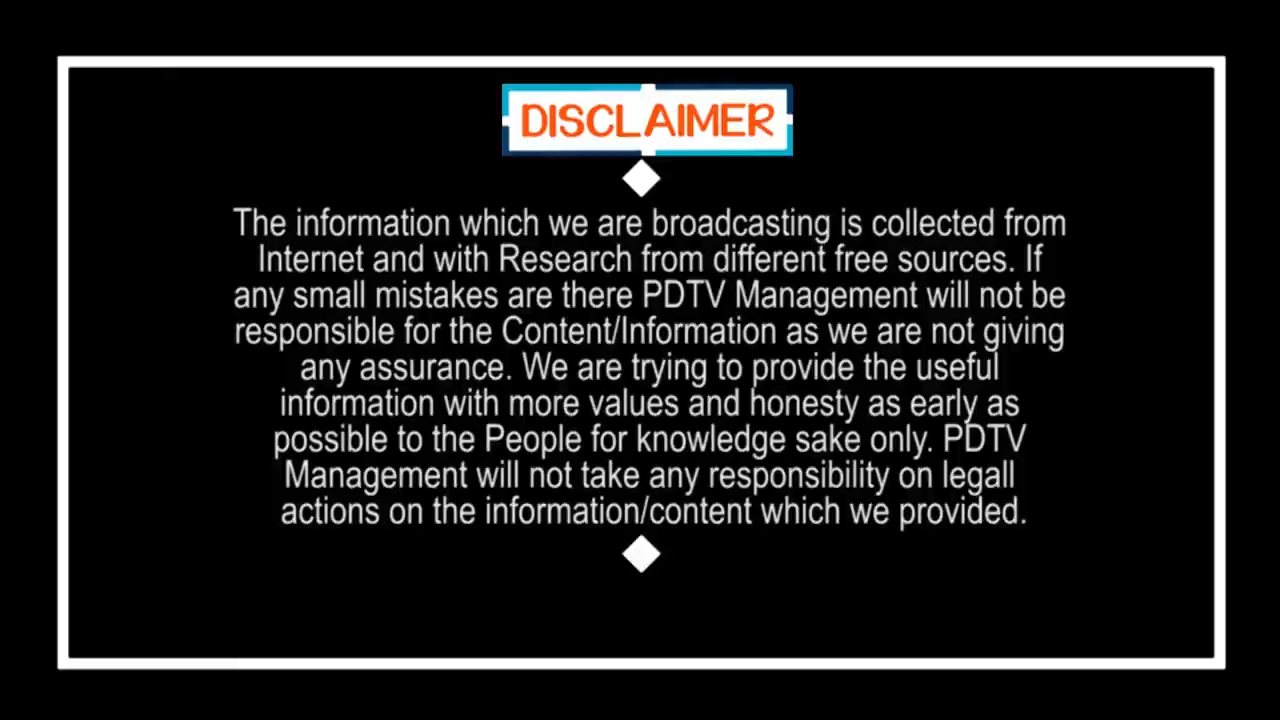 DISCLAIMER
The information which we are broadcasting is collected from
Internet and with Research from different free sources. If
any small mistakes are there PDTV Management will not be
responsible for the Content/Information as we are not giving
any assurance. We are trying to provide the useful
information with more values and honesty as early as
possible to the People for knowledge sake only. PDTV
Management will not take any responsibility on legall
actions on the information/content which we provided.